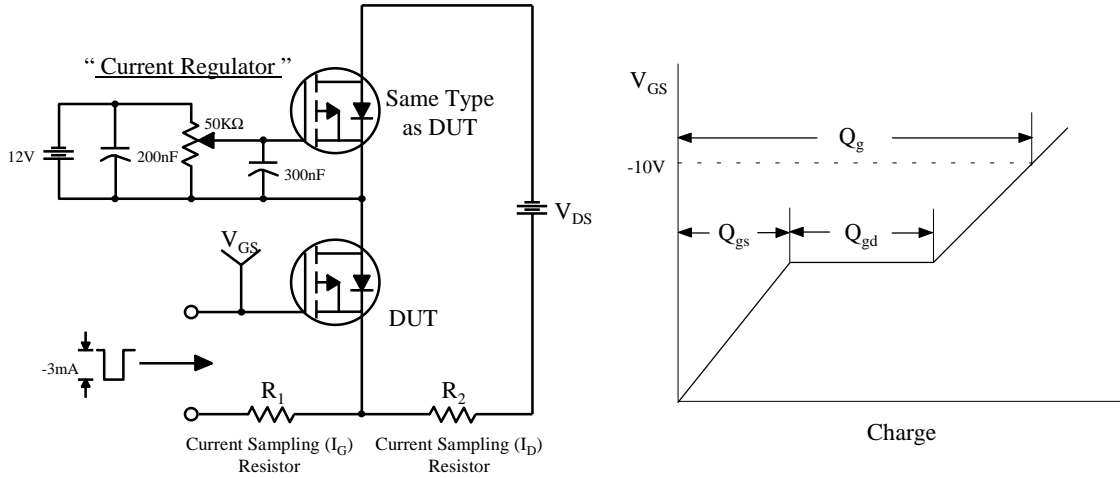 “ Current Regulator ”
12V
200nF
50KΩ
300nF
Same Type
as DUT
V_GS
DUT
V_DS
-3mA
R_1
R_2
Current Sampling (I_G)
Resistor
Current Sampling (I_D)
Resistor
V_GS
-10V
Q_g
Q_gs
Q_gd
Charge